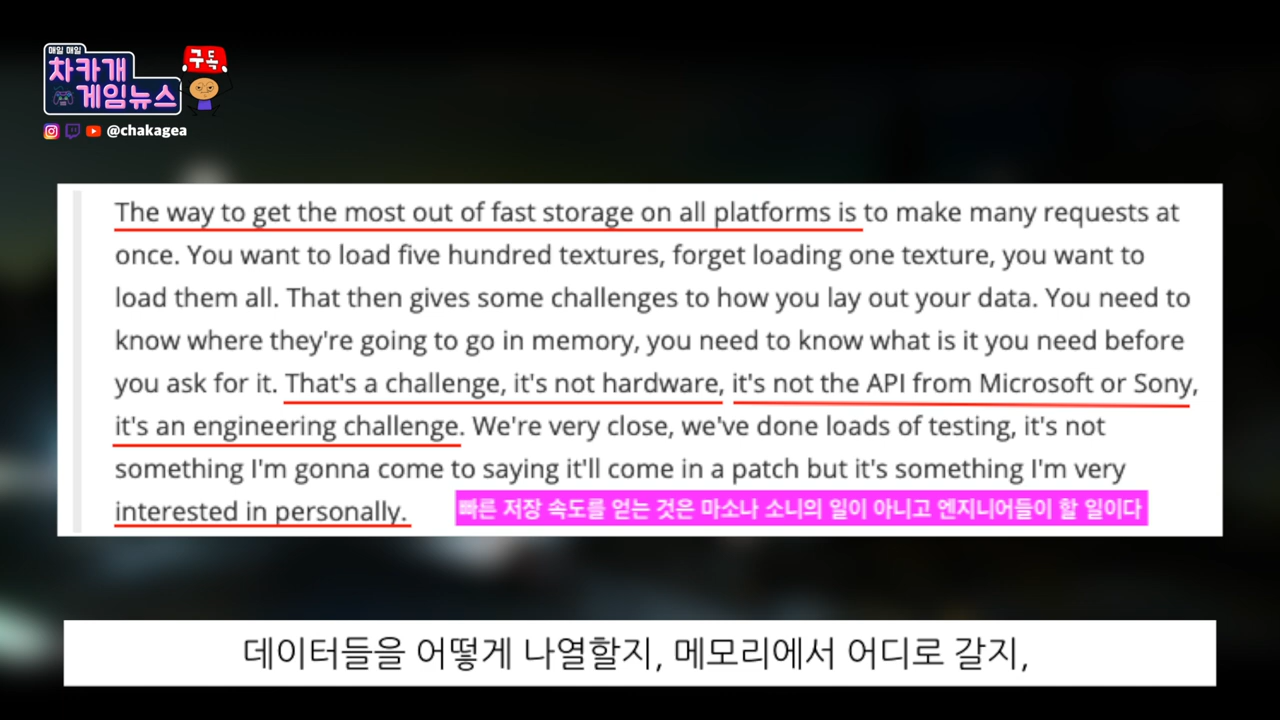 매일 매일
차카개
게임뉴스
구독
@chakagea
The way to get the most out of fast storage on all platforms is to make many requests at
once. You want to load five hundred textures, forget loading one texture, you want to
load them all. That then gives some challenges to how you lay out your data. You need to
know where they're going to go in memory, you need to know what is it you need before
you ask for it. That's a challenge, it's not hardware, it's not the API from Microsoft or Sony,
it's an engineering challenge. We're very close, we've done loads of testing, it's not
something I'm gonna come to saying it'll come in a patch but it's something I'm very
interested in personally.
빠른 저장 속도를 얻는 것은 마소나 소니의 일이 아니고 엔지니어들이 할 일이다
데이터들을 어떻게 나열할지, 메모리에서 어디로 갈지,